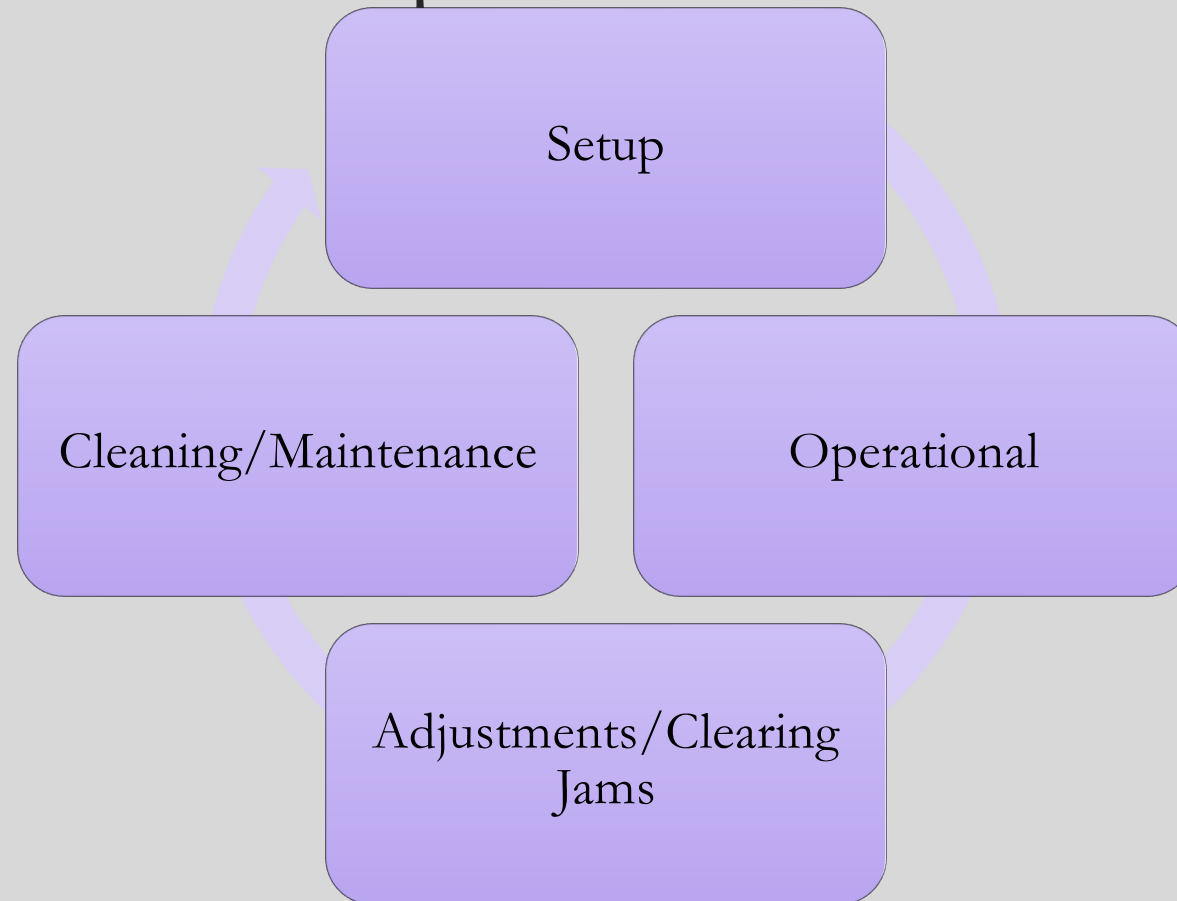 Setup
Cleaning/Maintenance
Operational
Adjustments/Clearing
Jams